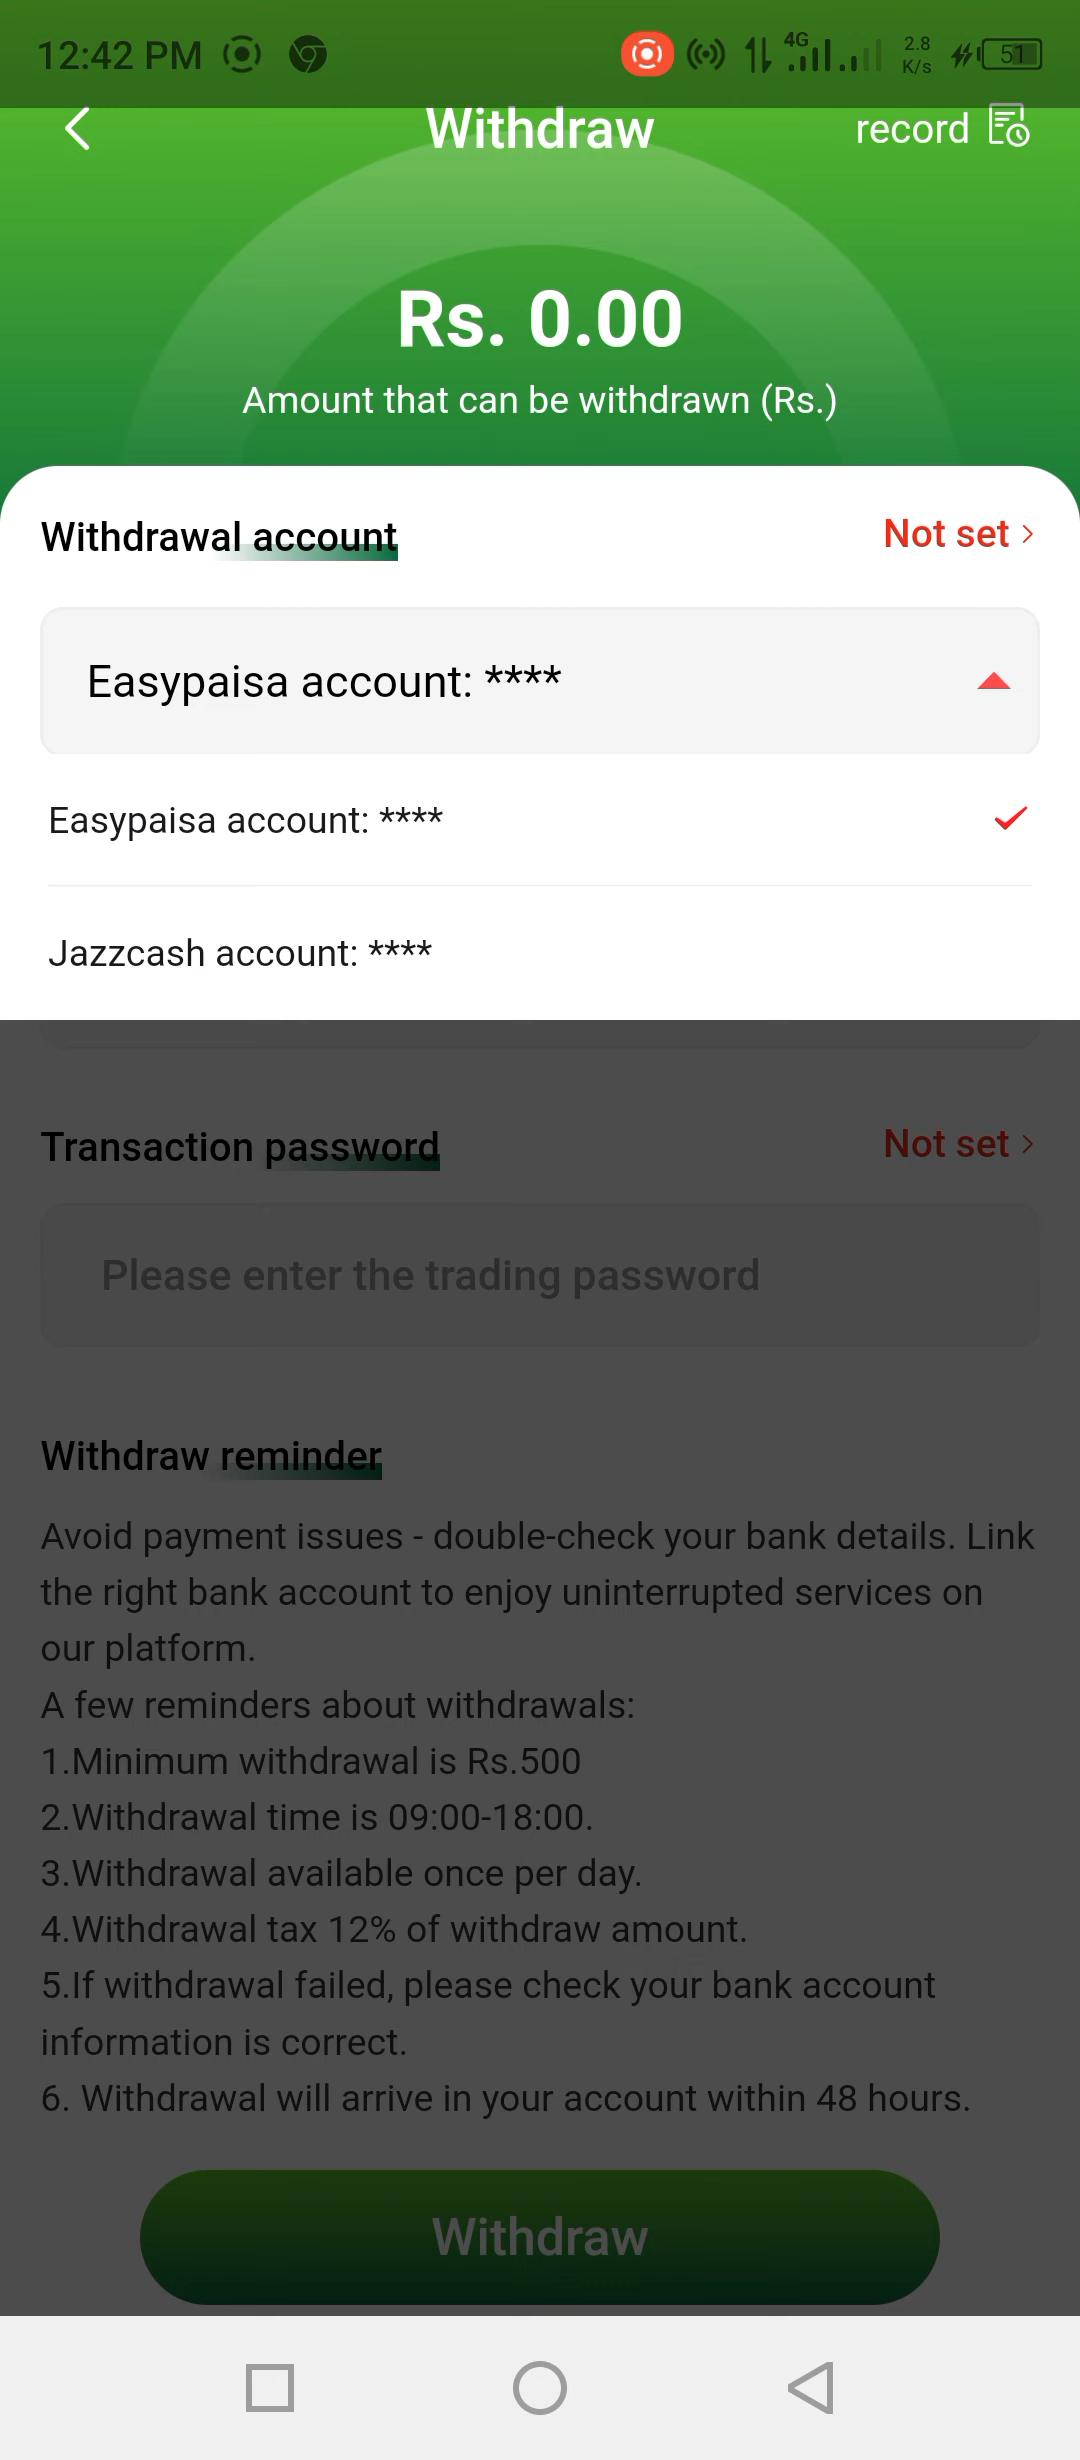 12:42 PM 4G 2.8 K/s 51
Withdraw record
Rs. 0.00
Amount that can be withdrawn (Rs.)
Withdrawal account Not set
Easypaisa account: ****
Easypaisa account: ****
Jazzcash account: ****
Transaction password Not set
Please enter the trading password
Withdraw reminder
Avoid payment issues - double-check your bank details. Link
the right bank account to enjoy uninterrupted services on
our platform.
A few reminders about withdrawals:
1.Minimum withdrawal is Rs.500
2.Withdrawal time is 09:00-18:00.
3.Withdrawal available once per day.
4.Withdrawal tax 12% of withdraw amount.
5.If withdrawal failed, please check your bank account
information is correct.
6. Withdrawal will arrive in your account within 48 hours.
Withdraw